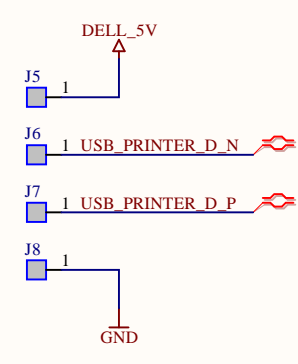 DELL_5V
J5
1
J6
1 USB_PRINTER_D_N
J7
1 USB_PRINTER_D_P
J8
1
GND